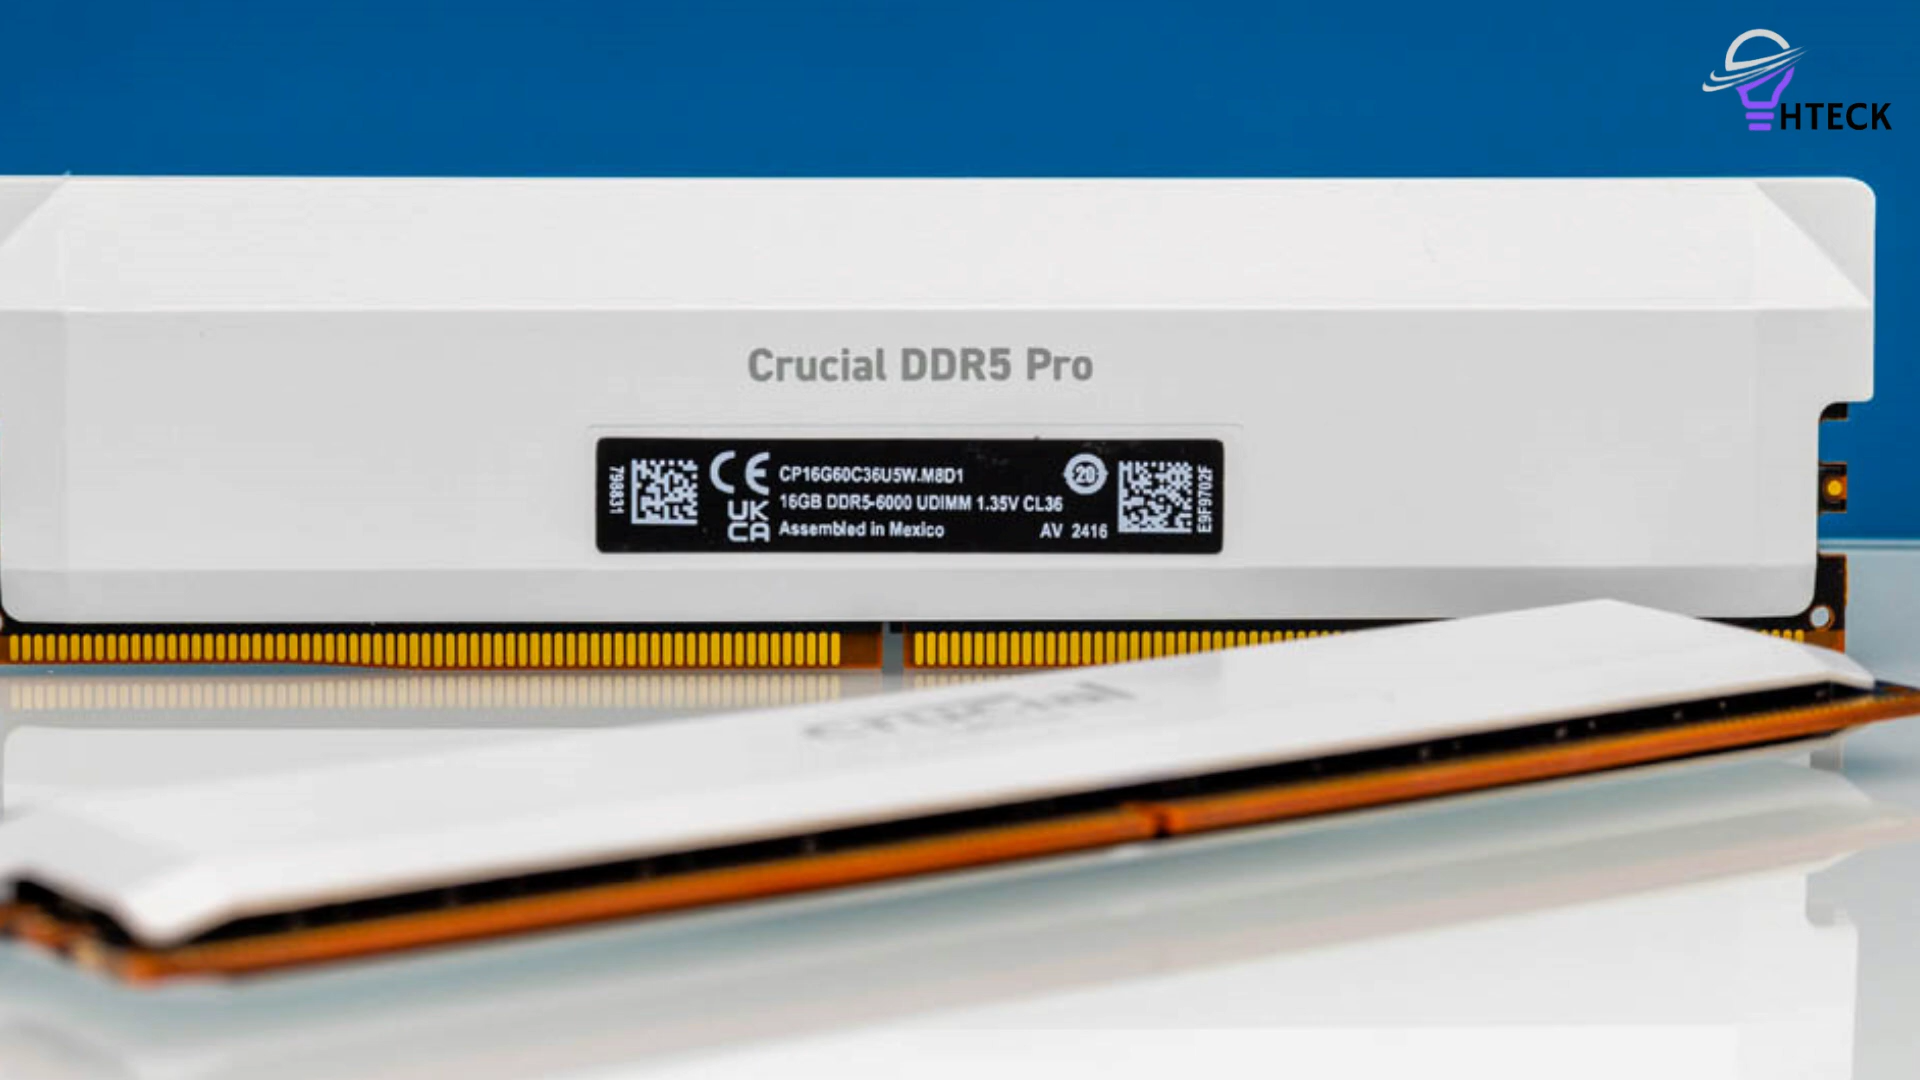 HTECK
Crucial DDR5 Pro
798831
CE
UK
CA
CP16G60C36U5W.M8D1
16GB DDR5-6000 UDIMM 1.35V CL36
Assembled in Mexico
20
AV 2416
E9F9702F
crucial